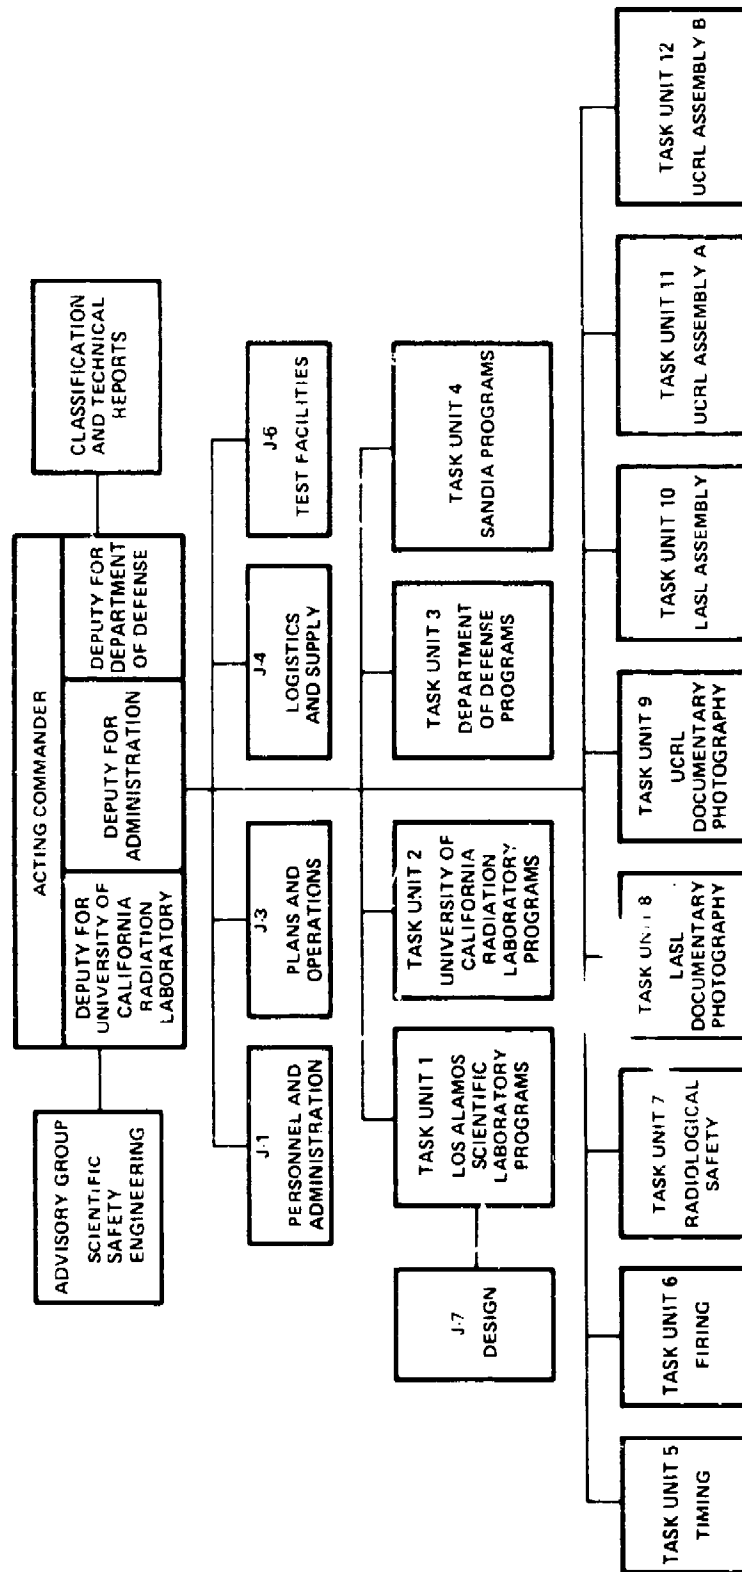 ACTING COMMANDER
DEPUTY FOR
UNIVERSITY OF
CALIFORNIA
RADIATION
LABORATORY
DEPUTY FOR
ADMINISTRATION
DEPUTY FOR
DEPARTMENT
OF DEFENSE
ADVISORY GROUP
SCIENTIFIC
SAFETY
ENGINEERING
CLASSIFICATION
AND TECHNICAL
REPORTS
J-1
PERSONNEL AND
ADMINISTRATION
J-3
PLANS AND
OPERATIONS
J-4
LOGISTICS
AND SUPPLY
J-6
TEST FACILITIES
J-7
DESIGN
TASK UNIT 1
LOS ALAMOS
SCIENTIFIC
LABORATORY
PROGRAMS
TASK UNIT 2
UNIVERSITY OF
CALIFORNIA
RADIATION
LABORATORY
PROGRAMS
TASK UNIT 3
DEPARTMENT
OF DEFENSE
PROGRAMS
TASK UNIT 4
SANDIA PROGRAMS
TASK UNIT 5
TIMING
TASK UNIT 6
FIRING
TASK UNIT 7
RADIOLOGICAL
SAFETY
TASK UNIT 8
LASL
DOCUMENTARY
PHOTOGRAPHY
TASK UNIT 9
UCRL
DOCUMENTARY
PHOTOGRAPHY
TASK UNIT 10
LASL ASSEMBLY
TASK UNIT 11
UCRL ASSEMBLY A
TASK UNIT 12
UCRL ASSEMBLY B